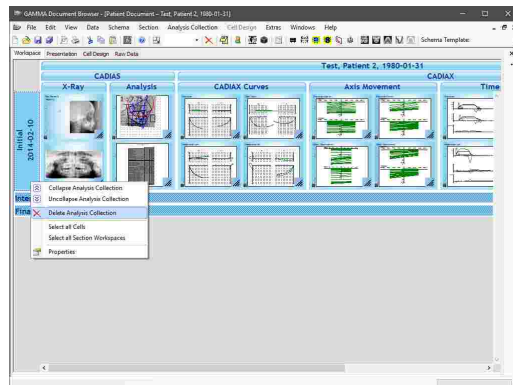 GAMMA Document Browser - [Patient Document - Test, Patient 2, 1980-01-31]
File Edit View Data Schema Section Analysis Collection Cell Design Extras Windows Help
Schema Template:
Workspace Presentation Cell Design Raw Data
Test, Patient 2, 1980-01-31
CADIAS CADIAX
X-Ray Analysis CADIAX Curves Axis Movement Time
Initial
2014-02-10
Collapse Analysis Collection
Uncollapse Analysis Collection
Inte
Delete Analysis Collection
Fina
Select all Cells
Select all Section Workspaces
Properties